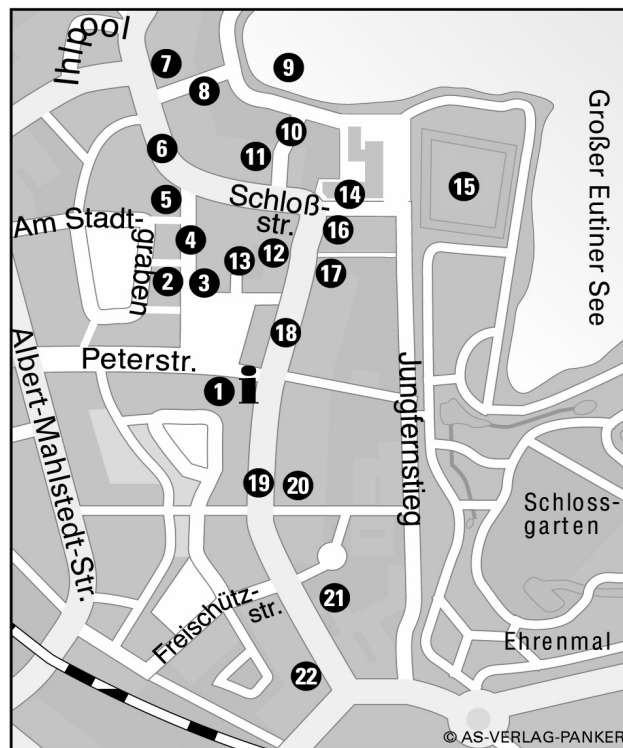 Ihlpool
7
9
8
10
6
11
Großer Eutiner See
5
14
15
Schloß-
str.
Am Stadt-
graben
16
4
13
12
17
2
3
18
Peterstr.
1
i
Jungfernstieg
Albert-Mahlstedt-Str.
19
20
Schloss-
garten
Freischütz-
str.
21
Ehrenmal
22
© AS-VERLAG-PANKER